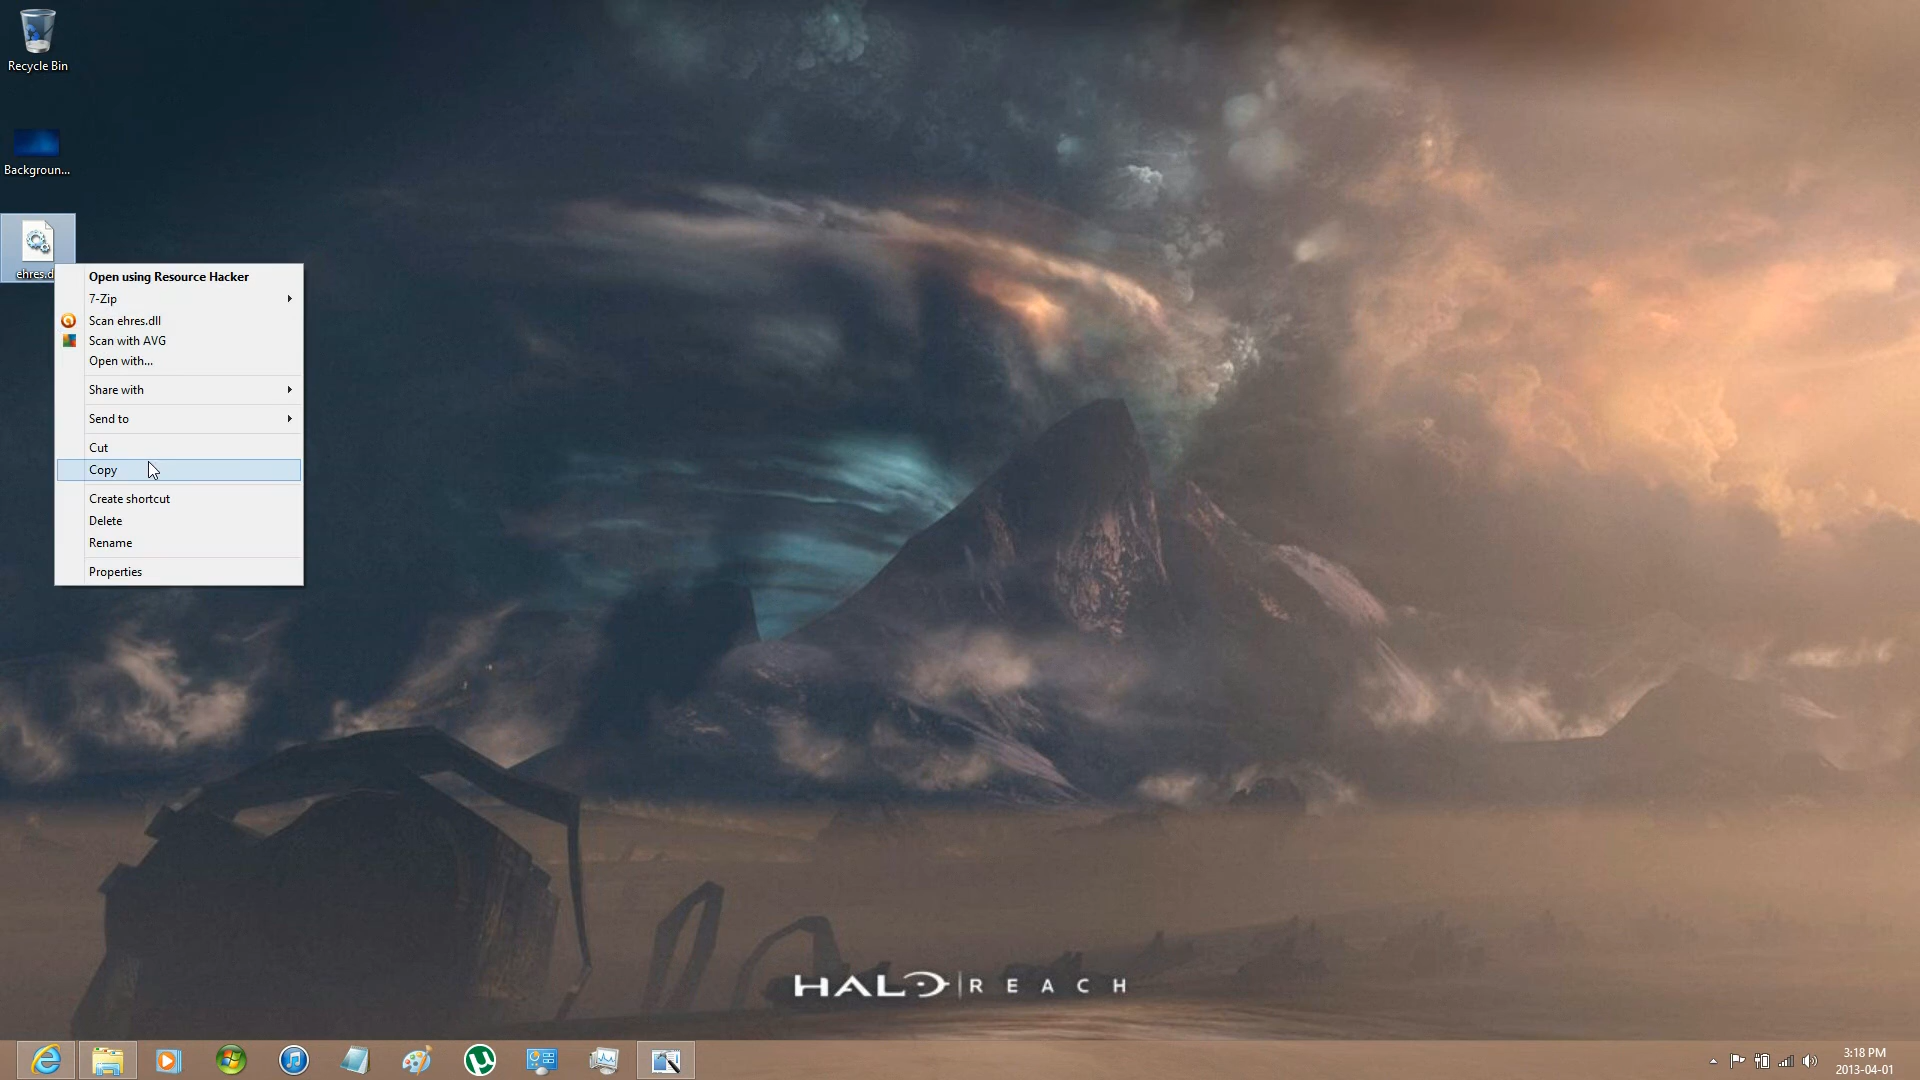 Recycle Bin
Backgroun...
ehres.d
Open using Resource Hacker
7-Zip
Scan ehres.dll
Scan with AVG
Open with...
Share with
Send to
Cut
Copy
Create shortcut
Delete
Rename
Properties
HALO REACH
3:18 PM
2013-04-01